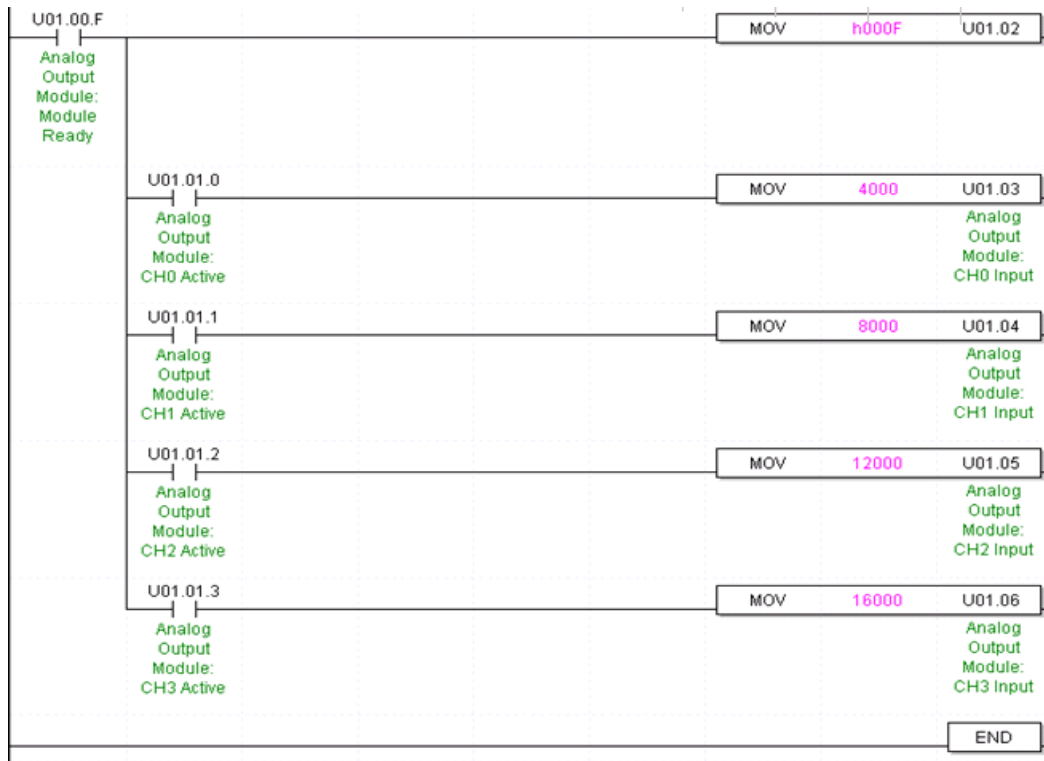 U01.00.F
MOV h000F U01.02
Analog
Output
Module:
Module
Ready
U01.01.0
MOV 4000 U01.03
Analog
Output
Module:
CH0 Active
Analog
Output
Module:
CH0 Input
U01.01.1
MOV 8000 U01.04
Analog
Output
Module:
CH1 Active
Analog
Output
Module:
CH1 Input
U01.01.2
MOV 12000 U01.05
Analog
Output
Module:
CH2 Active
Analog
Output
Module:
CH2 Input
U01.01.3
MOV 16000 U01.06
Analog
Output
Module:
CH3 Active
Analog
Output
Module:
CH3 Input
END